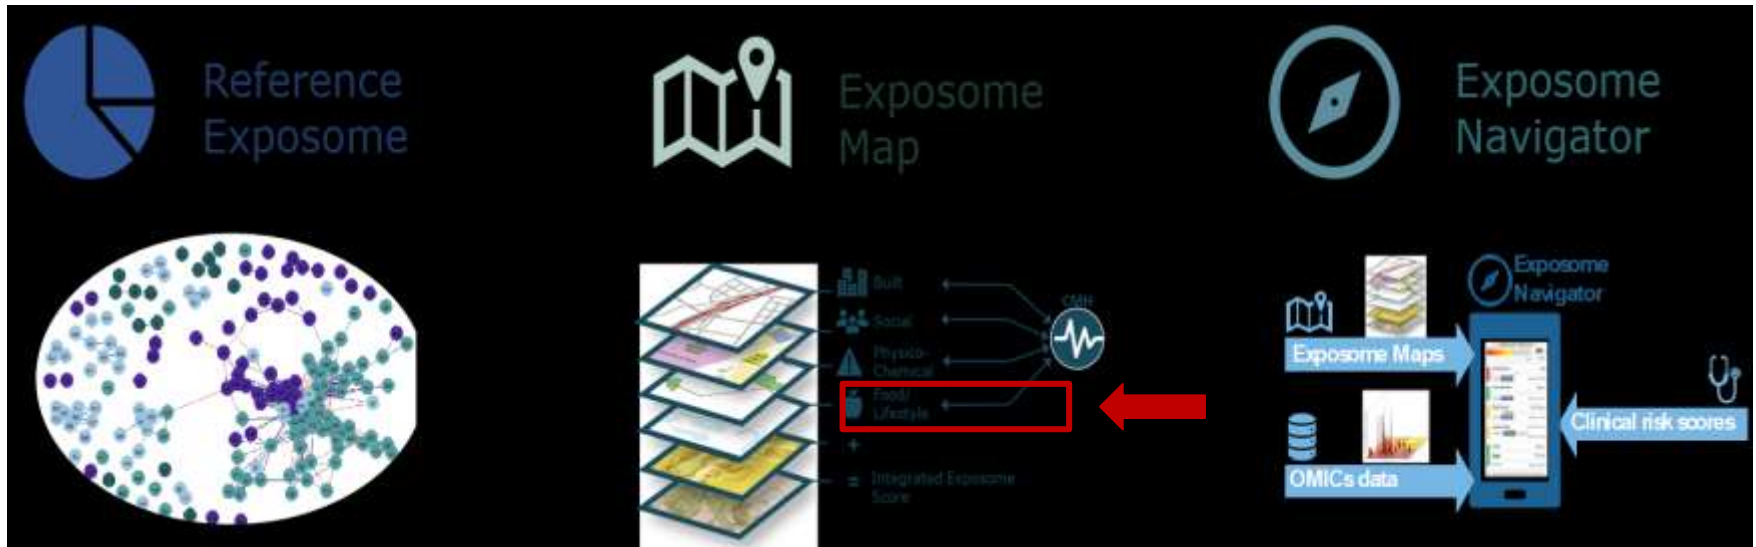 Reference
Exposome
Exposome
Map
Exposome
Navigator
Built
Social
Physico-
Chemical
Food/
Lifestyle
+
= Integrated Exposome
Score
CMH
Exposome
Navigator
Exposome Maps
OMICs data
Clinical risk scores